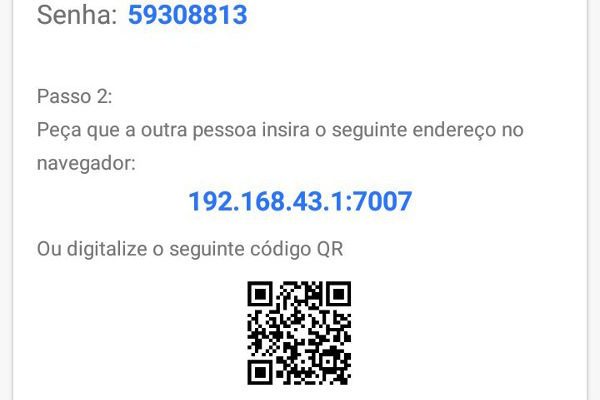 Senha: 59308813
Passo 2:
Peça que a outra pessoa insira o seguinte endereço no
navegador:
192.168.43.1:7007
Ou digitalize o seguinte código QR